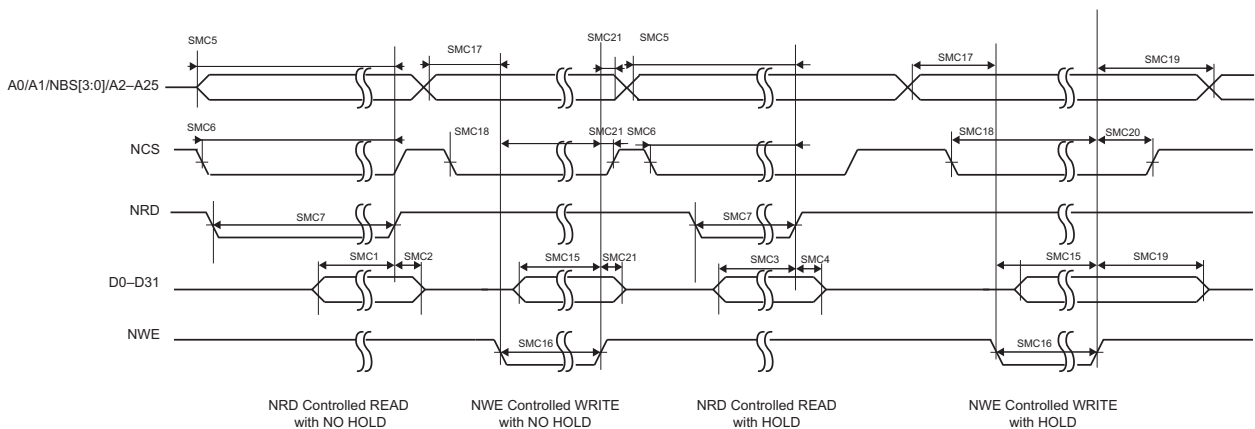 SMC5
SMC17
SMC21
SMC5
SMC17
SMC19
A0/A1/NBS[3:0]/A2–A25
SMC6
SMC18
SMC21
SMC6
SMC18
SMC20
NCS
NRD
SMC7
SMC7
SMC1
SMC2
SMC15
SMC21
SMC3
SMC4
SMC15
SMC19
D0–D31
NWE
SMC16
SMC16
NRD Controlled READ
with NO HOLD
NWE Controlled WRITE
with NO HOLD
NRD Controlled READ
with HOLD
NWE Controlled WRITE
with HOLD